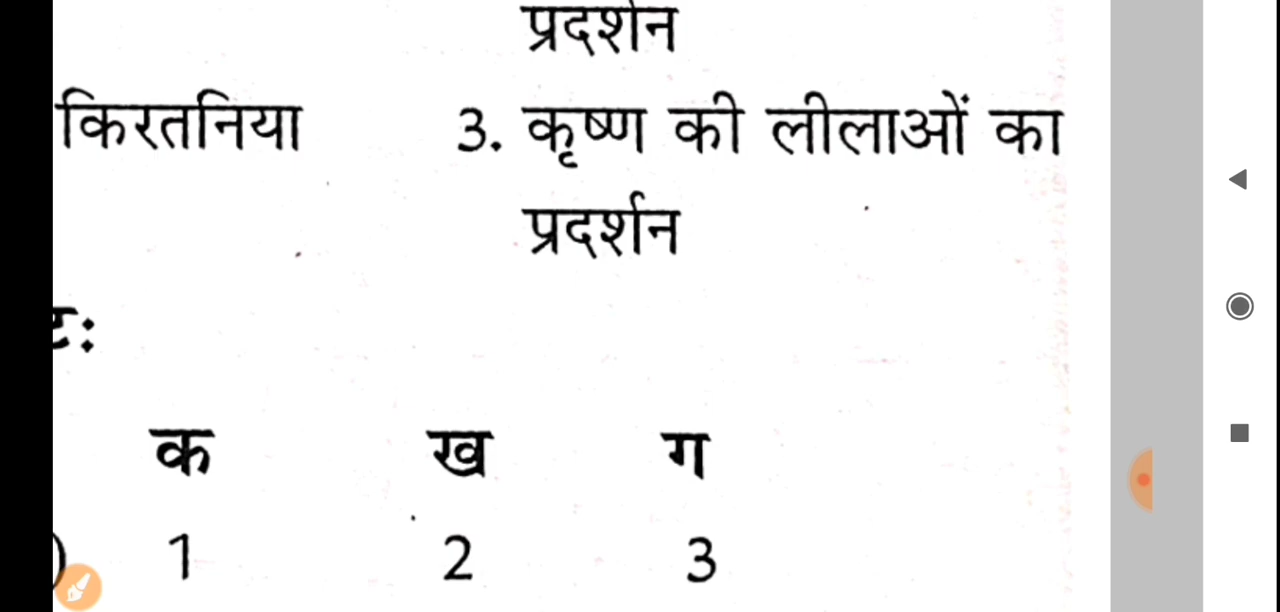 प्रदर्शन
किरतनिया 3. कृष्ण की लीलाओं का
प्रदर्शन
टः
क ख ग
) 1 2 3